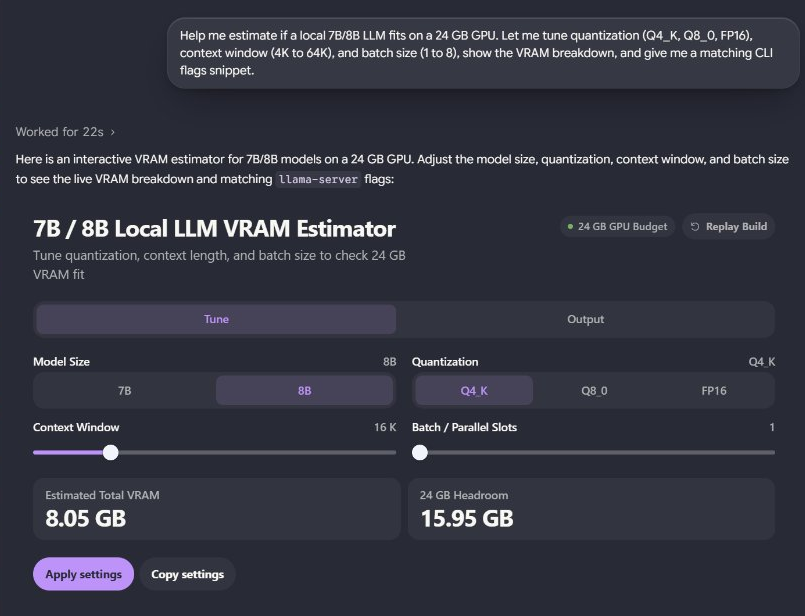 Help me estimate if a local 7B/8B LLM fits on a 24 GB GPU. Let me tune quantization (Q4_K, Q8_0, FP16),
context window (4K to 64K), and batch size (1 to 8), show the VRAM breakdown, and give me a matching CLI
flags snippet.
Worked for 22s ›
Here is an interactive VRAM estimator for 7B/8B models on a 24 GB GPU. Adjust the model size, quantization, context window, and batch size
to see the live VRAM breakdown and matching llama-server flags:
7B / 8B Local LLM VRAM Estimator
24 GB GPU Budget
Replay Build
Tune quantization, context length, and batch size to check 24 GB
VRAM fit
Tune
Output
Model Size
8B
Quantization
Q4_K
7B
8B
Q4_K
Q8_0
FP16
Context Window
16 K
Batch / Parallel Slots
1
Estimated Total VRAM
8.05 GB
24 GB Headroom
15.95 GB
Apply settings
Copy settings